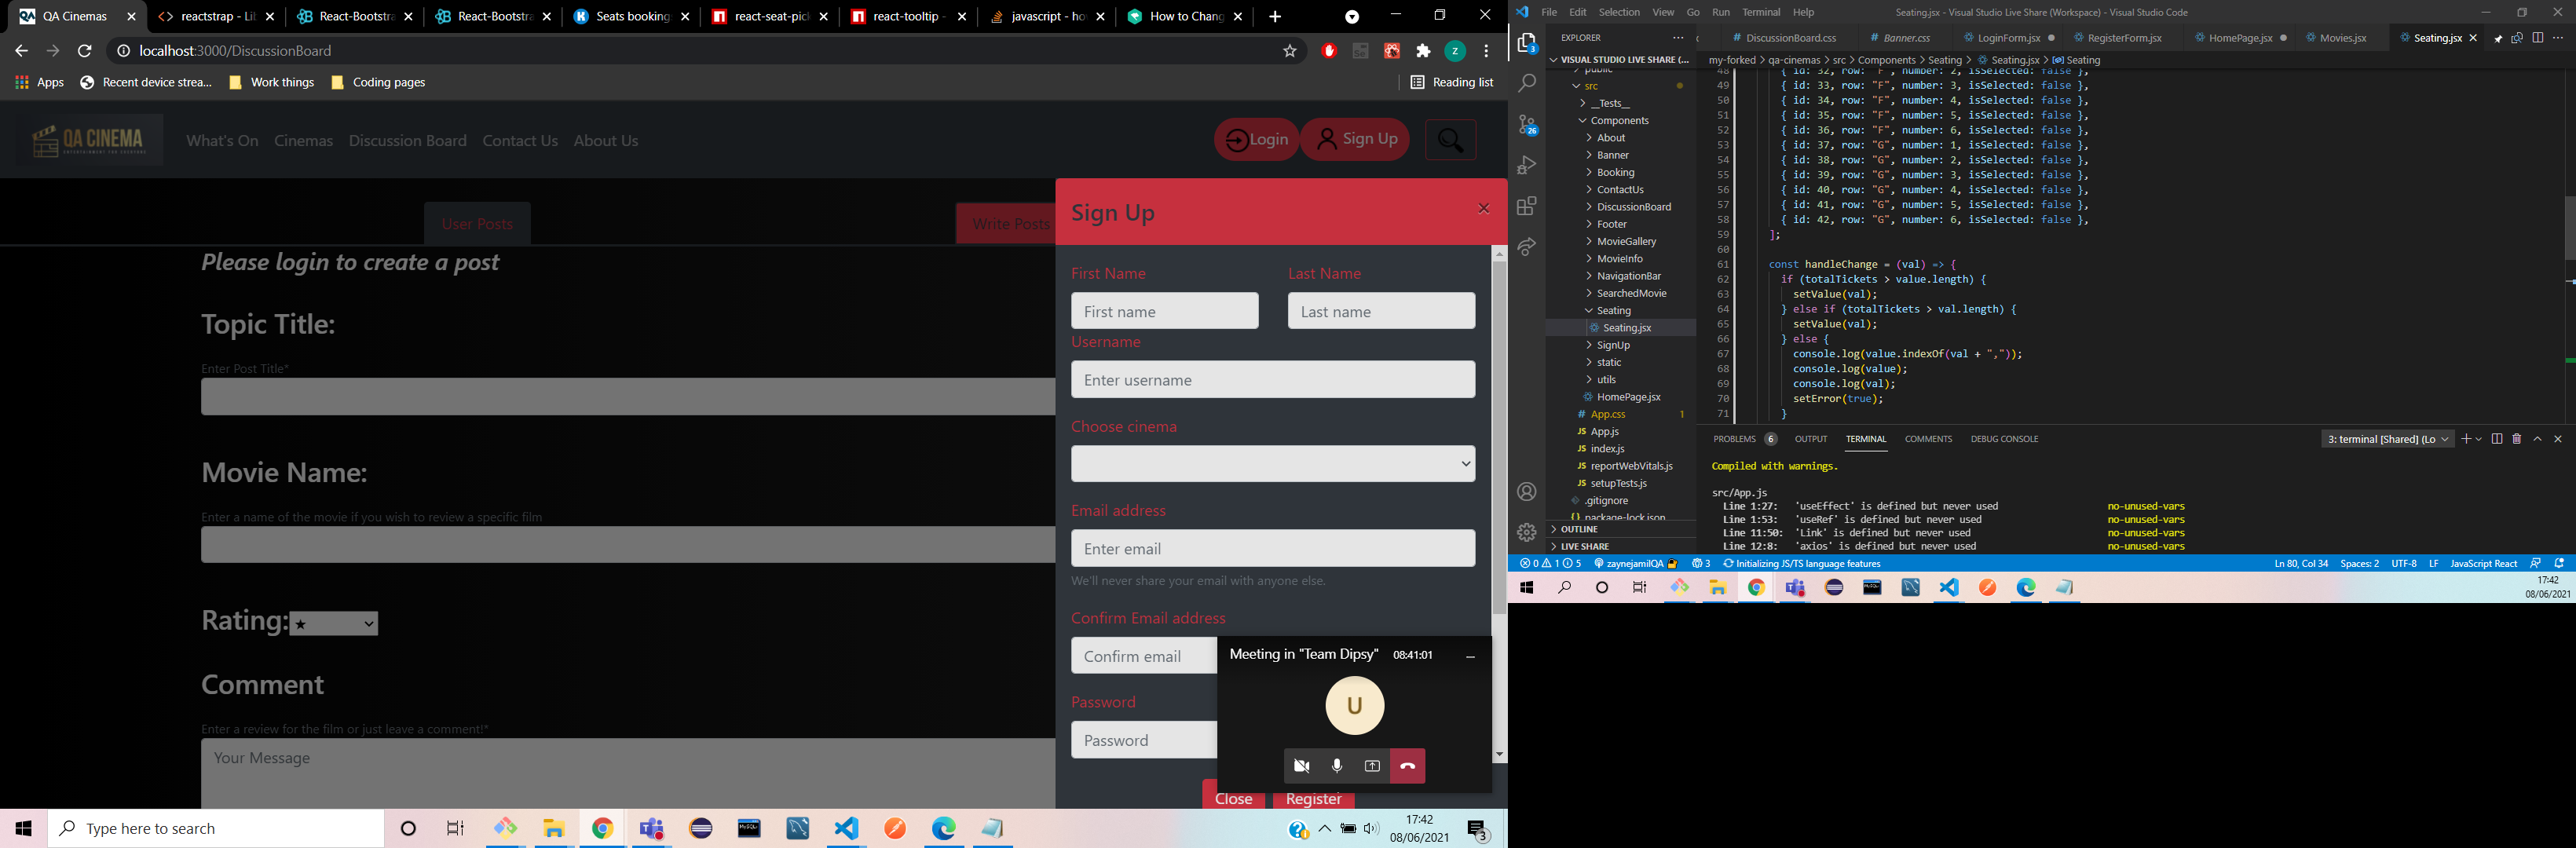 QA Cinemas
reactstrap - Lib
React-Bootstra
React-Bootstra
Seats booking
react-seat-pick
react-tooltip -
javascript - ho
How to Chang
localhost:3000/DiscussionBoard
Z
Apps
Recent device strea...
Work things
Coding pages
Reading list
QA CINEMA
What's On
Cinemas
Discussion Board
Contact Us
About Us
Login
Sign Up
User Posts
Write Posts
Please login to create a post
Topic Title:
Enter Post Title*
Movie Name:
Enter a name of the movie if you wish to review a specific film
Rating:
★
Comment
Enter a review for the film or just leave a comment!*
Your Message
Sign Up
×
First Name
Last Name
First name
Last name
Username
Enter username
Choose cinema
Email address
Enter email
We'll never share your email with anyone else.
Confirm Email address
Confirm email
Password
Password
Close
Register
Meeting in "Team Dipsy"
08:41:01
U
Type here to search
17:42
08/06/2021
3
File
Edit
Selection
View
Go
Run
Terminal
Help
Seating.jsx - Visual Studio Live Share (Workspace) - Visual Studio Code
EXPLORER
VISUAL STUDIO LIVE SHARE (...
public
src
__Tests__
Components
About
Banner
Booking
ContactUs
DiscussionBoard
Footer
MovieGallery
MovieInfo
NavigationBar
SearchedMovie
Seating
Seating.jsx
SignUp
static
utils
HomePage.jsx
# App.css 1
JS App.js
JS index.js
JS reportWebVitals.js
JS setupTests.js
.gitignore
{} package-lock.json
OUTLINE
LIVE SHARE
3
26
# DiscussionBoard.css
# Banner.css
LoginForm.jsx
RegisterForm.jsx
HomePage.jsx
Movies.jsx
Seating.jsx
my-forked > qa-cinemas > src > Components > Seating > Seating.jsx > Seating
48 { id: 32, row: "F", number: 2, isSelected: false },
49 { id: 33, row: "F", number: 3, isSelected: false },
50 { id: 34, row: "F", number: 4, isSelected: false },
51 { id: 35, row: "F", number: 5, isSelected: false },
52 { id: 36, row: "F", number: 6, isSelected: false },
53 { id: 37, row: "G", number: 1, isSelected: false },
54 { id: 38, row: "G", number: 2, isSelected: false },
55 { id: 39, row: "G", number: 3, isSelected: false },
56 { id: 40, row: "G", number: 4, isSelected: false },
57 { id: 41, row: "G", number: 5, isSelected: false },
58 { id: 42, row: "G", number: 6, isSelected: false },
59 ];
60
61 const handleChange = (val) => {
62 if (totalTickets > value.length) {
63 setValue(val);
64 } else if (totalTickets > val.length) {
65 setValue(val);
66 } else {
67 console.log(value.indexOf(val + ","));
68 console.log(value);
69 console.log(val);
70 setError(true);
71 }
PROBLEMS 6
OUTPUT
TERMINAL
COMMENTS
DEBUG CONSOLE
3: terminal [Shared] (Lo
Compiled with warnings.
src/App.js
Line 1:27: 'useEffect' is defined but never used no-unused-vars
Line 1:53: 'useRef' is defined but never used no-unused-vars
Line 11:50: 'Link' is defined but never used no-unused-vars
Line 12:8: 'axios' is defined but never used no-unused-vars
0 1 5
zaynejamilQA
3
Initializing JS/TS language features
Ln 80, Col 34
Spaces: 2
UTF-8
LF
JavaScript React
17:42
08/06/2021